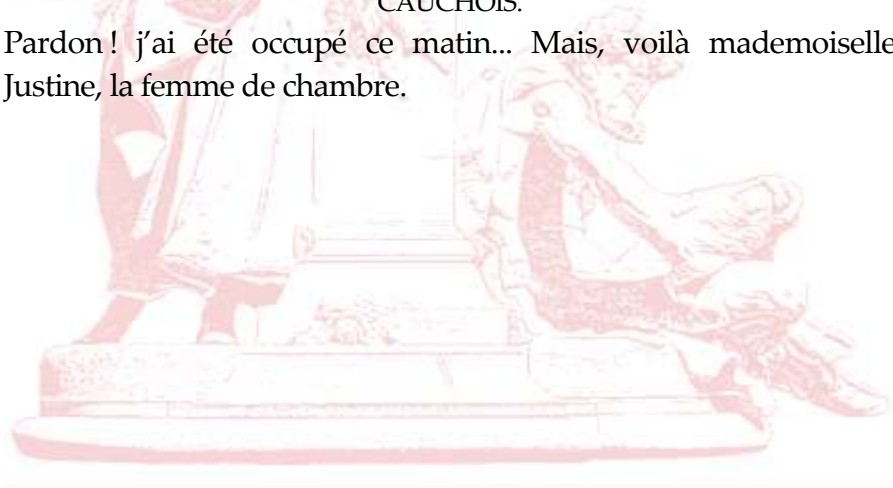 CAUCHOIS.
Pardon ! j’ai été occupé ce matin... Mais, voilà mademoiselle
Justine, la femme de chambre.